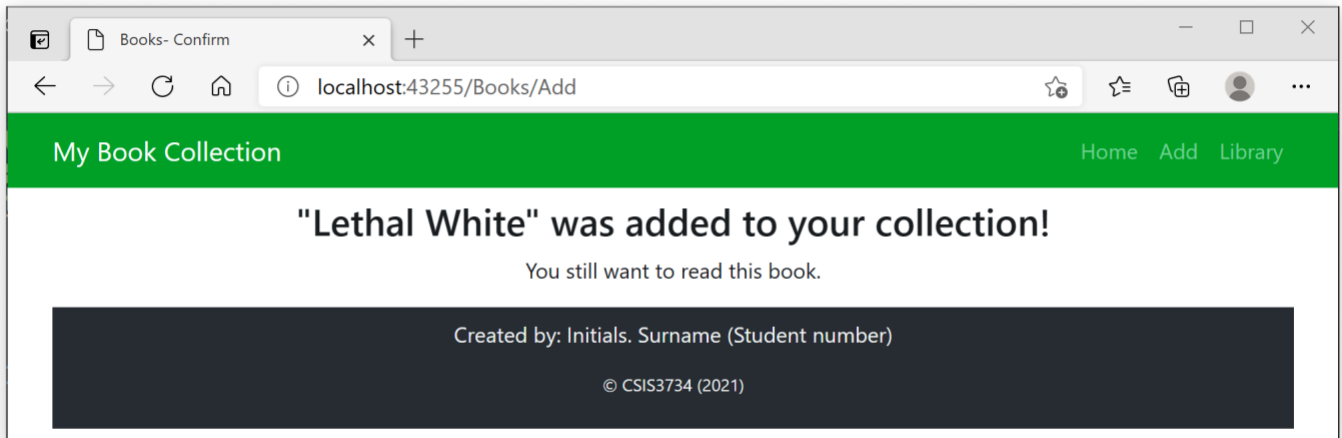 Books- Confirm
localhost:43255/Books/Add
My Book Collection Home Add Library
"Lethal White" was added to your collection!
You still want to read this book.
Created by: Initials. Surname (Student number)
© CSIS3734 (2021)